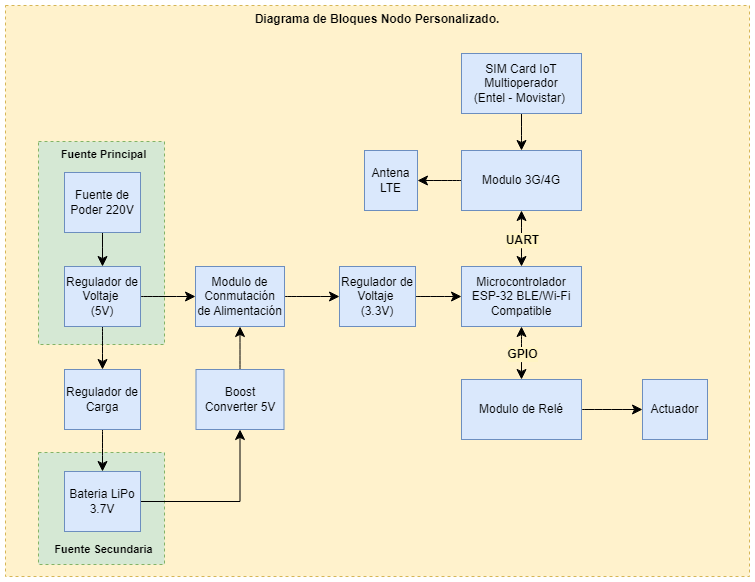 Diagrama de Bloques Nodo Personalizado.
SIM Card IoT
Multioperador
(Entel - Movistar)
Fuente Principal
Antena
LTE
Modulo 3G/4G
Fuente de
Poder 220V
UART
Regulador de
Voltaje
(5V)
Modulo de
Conmutación
de Alimentación
Regulador de
Voltaje
(3.3V)
Microcontrolador
ESP-32 BLE/Wi-Fi
Compatible
GPIO
Regulador de
Carga
Boost
Converter 5V
Modulo de Relé
Actuador
Bateria LiPo
3.7V
Fuente Secundaria